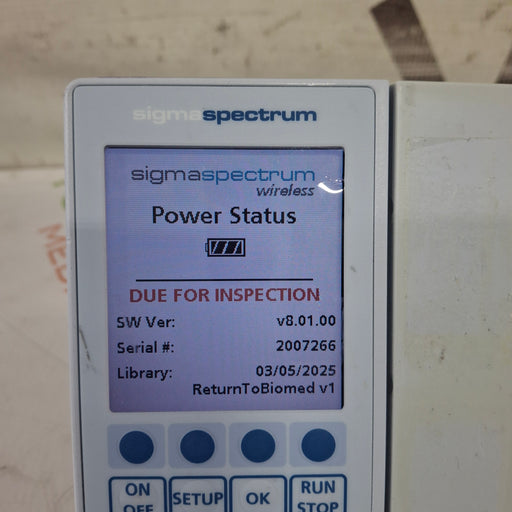 sigmaspectrum
sigmaspectrum
wireless
Power Status
DUE FOR INSPECTION
SW Ver: v8.01.00
Serial #: 2007266
Library: 03/05/2025
ReturnToBiomed v1
ON OFF
SETUP
OK
RUN STOP